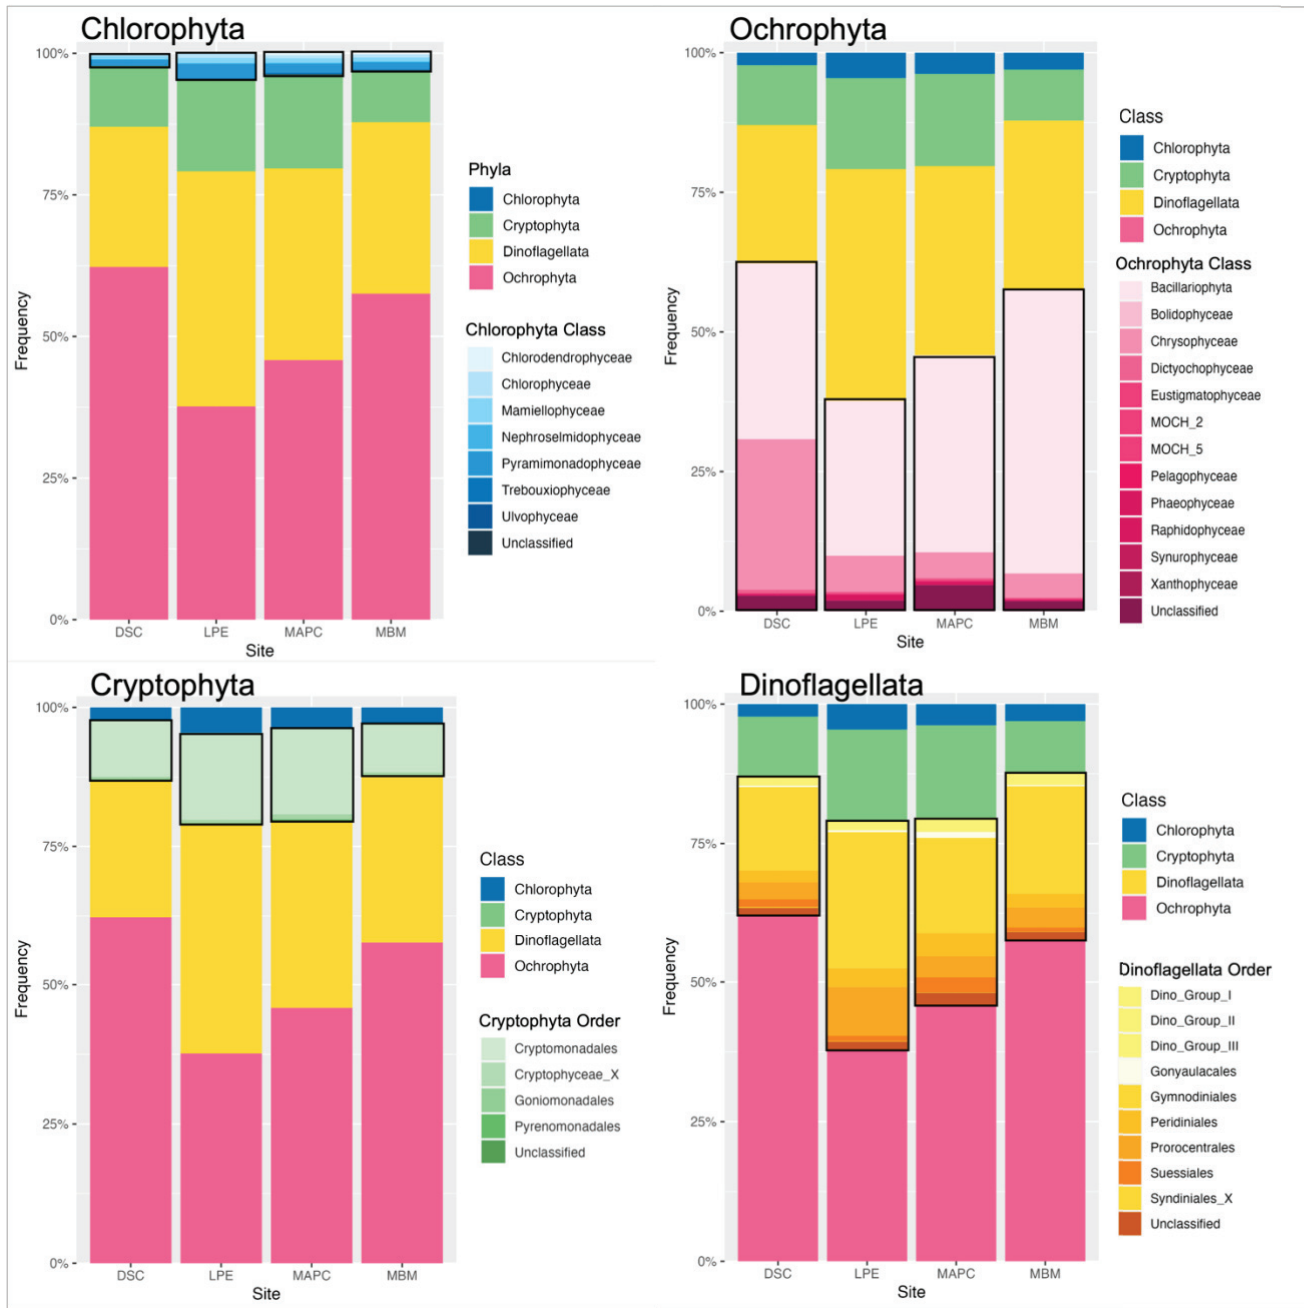 Chlorophyta
100%
75%
50%
25%
0%
Frequency
DSC LPE MAPC MBM
Site
Phyla
Chlorophyta
Cryptophyta
Dinoflagellata
Ochrophyta
Chlorophyta Class
Chlorodendrophyceae
Chlorophyceae
Mamiellophyceae
Nephroselmidophyceae
Pyramimonadophyceae
Trebouxiophyceae
Ulvophyceae
Unclassified
Ochrophyta
100%
75%
50%
25%
0%
Frequency
DSC LPE MAPC MBM
Site
Class
Chlorophyta
Cryptophyta
Dinoflagellata
Ochrophyta
Ochrophyta Class
Bacillariophyta
Bolidophyceae
Chrysophyceae
Dictyochophyceae
Eustigmatophyceae
MOCH_2
MOCH_5
Pelagophyceae
Phaeophyceae
Raphidophyceae
Synurophyceae
Xanthophyceae
Unclassified
Cryptophyta
100%
75%
50%
25%
0%
Frequency
DSC LPE MAPC MBM
Site
Class
Chlorophyta
Cryptophyta
Dinoflagellata
Ochrophyta
Cryptophyta Order
Cryptomonadales
Cryptophyceae_X
Goniomonadales
Pyrenomonadales
Unclassified
Dinoflagellata
100%
75%
50%
25%
0%
Frequency
DSC LPE MAPC MBM
Site
Class
Chlorophyta
Cryptophyta
Dinoflagellata
Ochrophyta
Dinoflagellata Order
Dino_Group_I
Dino_Group_II
Dino_Group_III
Gonyaulacales
Gymnodiniales
Peridiniales
Prorocentrales
Suessiales
Syndiniales_X
Unclassified